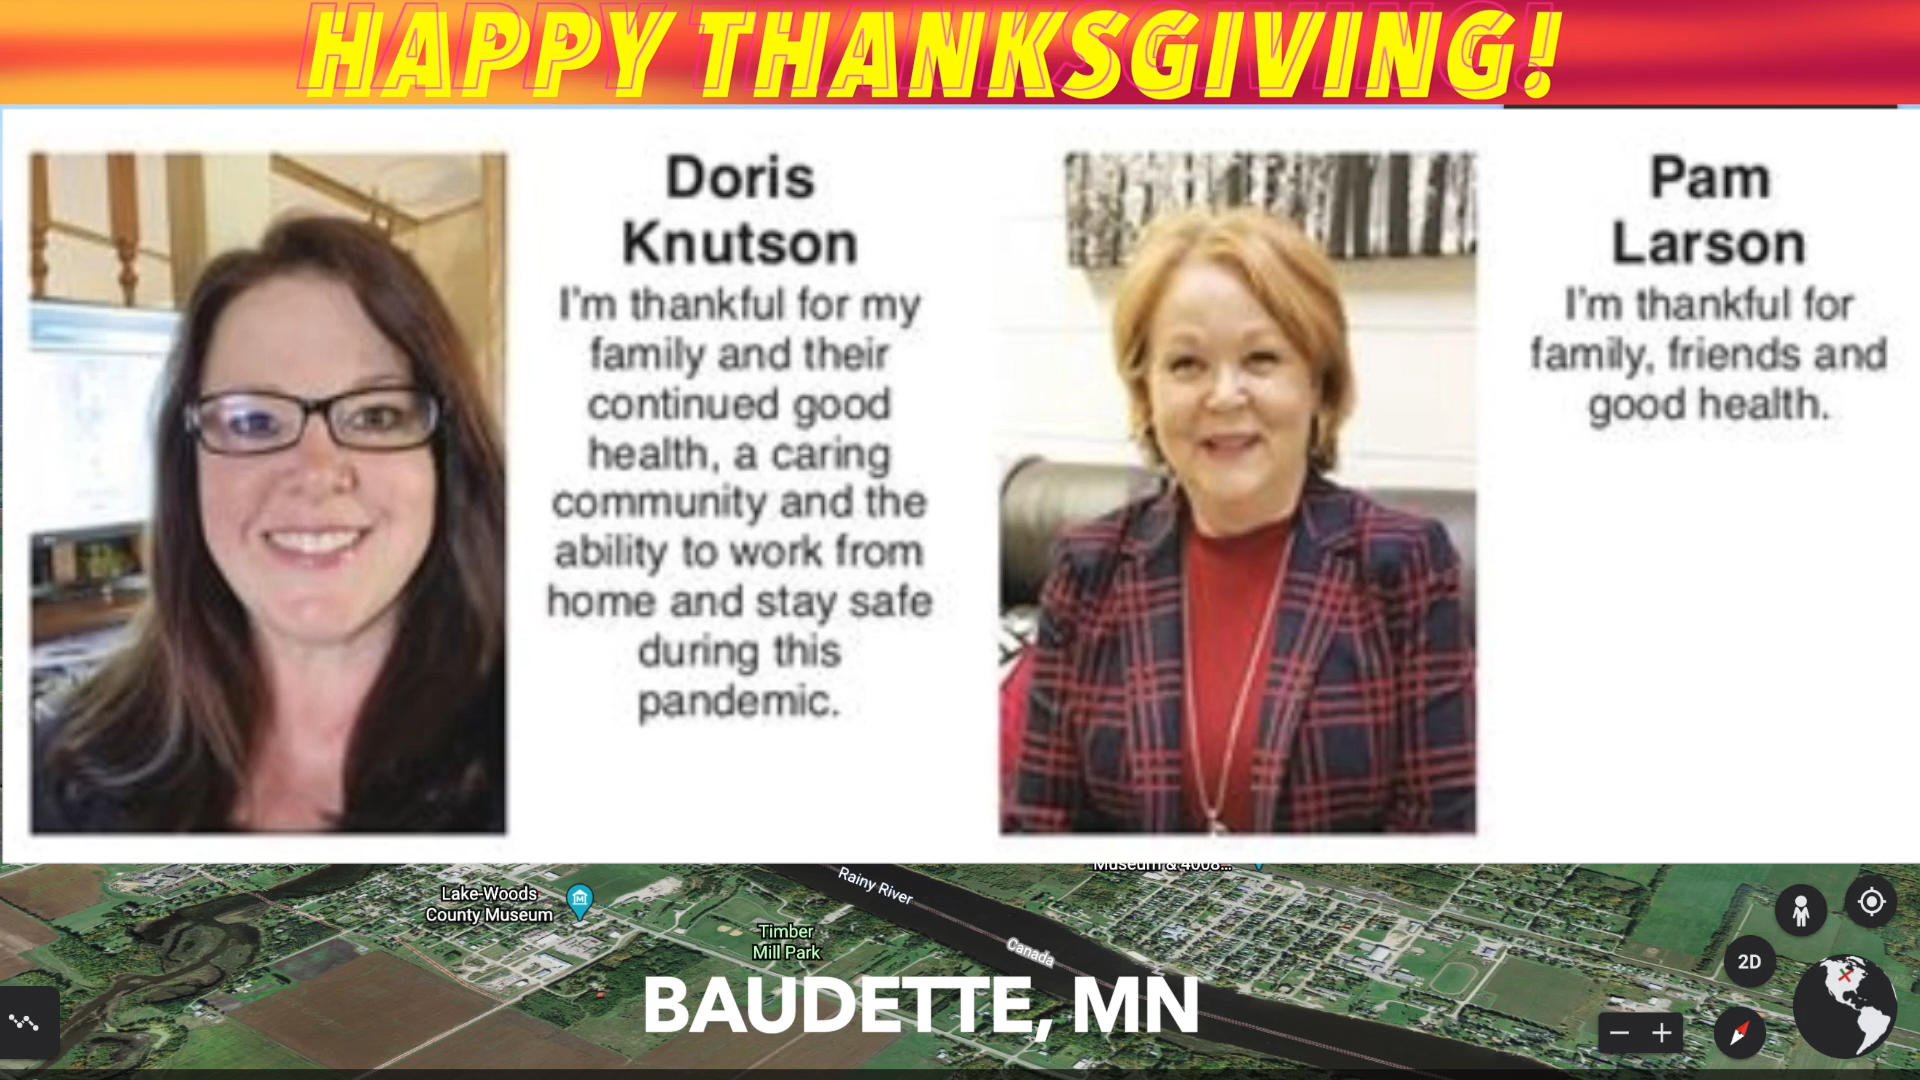 HAPPY THANKSGIVING!
Doris
Knutson
I'm thankful for my
family and their
continued good
health, a caring
community and the
ability to work from
home and stay safe
during this
pandemic.
Pam
Larson
I'm thankful for
family, friends and
good health.
Museum & 4008...
Lake-Woods
County Museum
Rainy River
Timber
Mill Park
Canada
BAUDETTE, MN
2D